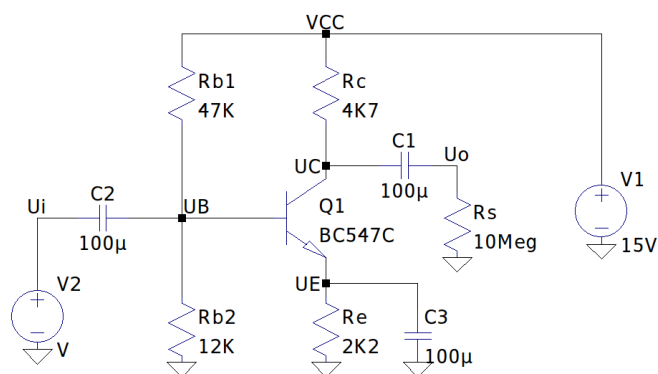 VCC
Rb1
47K
Rc
4K7
C1
100µ
Uo
UC
V1
15V
Ui
C2
100µ
UB
Q1
BC547C
Rs
10Meg
V2
V
UE
Rb2
12K
Re
2K2
C3
100µ